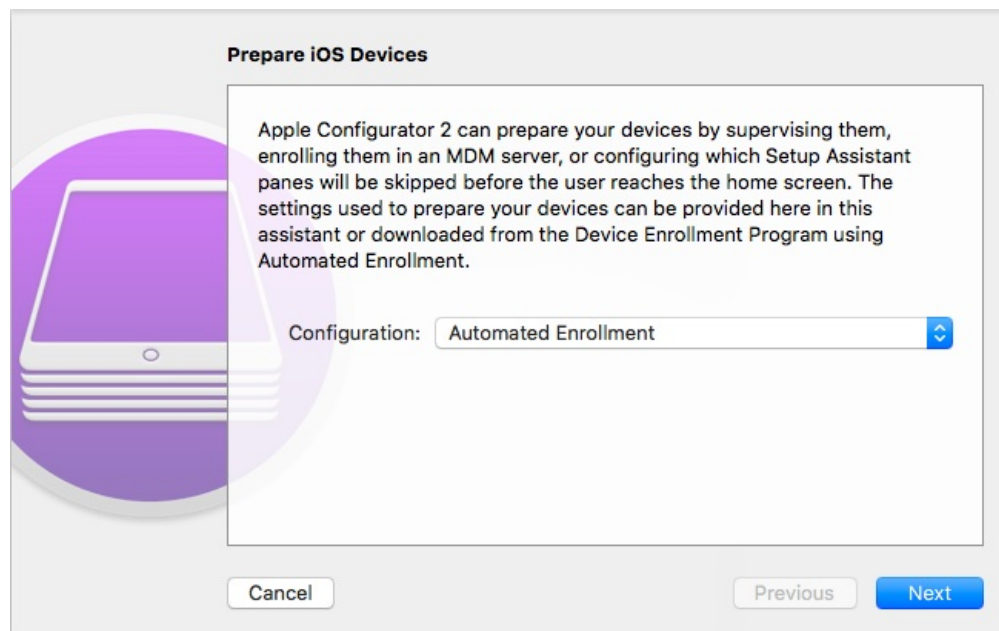 Prepare iOS Devices
Apple Configurator 2 can prepare your devices by supervising them,
enrolling them in an MDM server, or configuring which Setup Assistant
panes will be skipped before the user reaches the home screen. The
settings used to prepare your devices can be provided here in this
assistant or downloaded from the Device Enrollment Program using
Automated Enrollment.
Configuration: Automated Enrollment
Cancel Previous Next